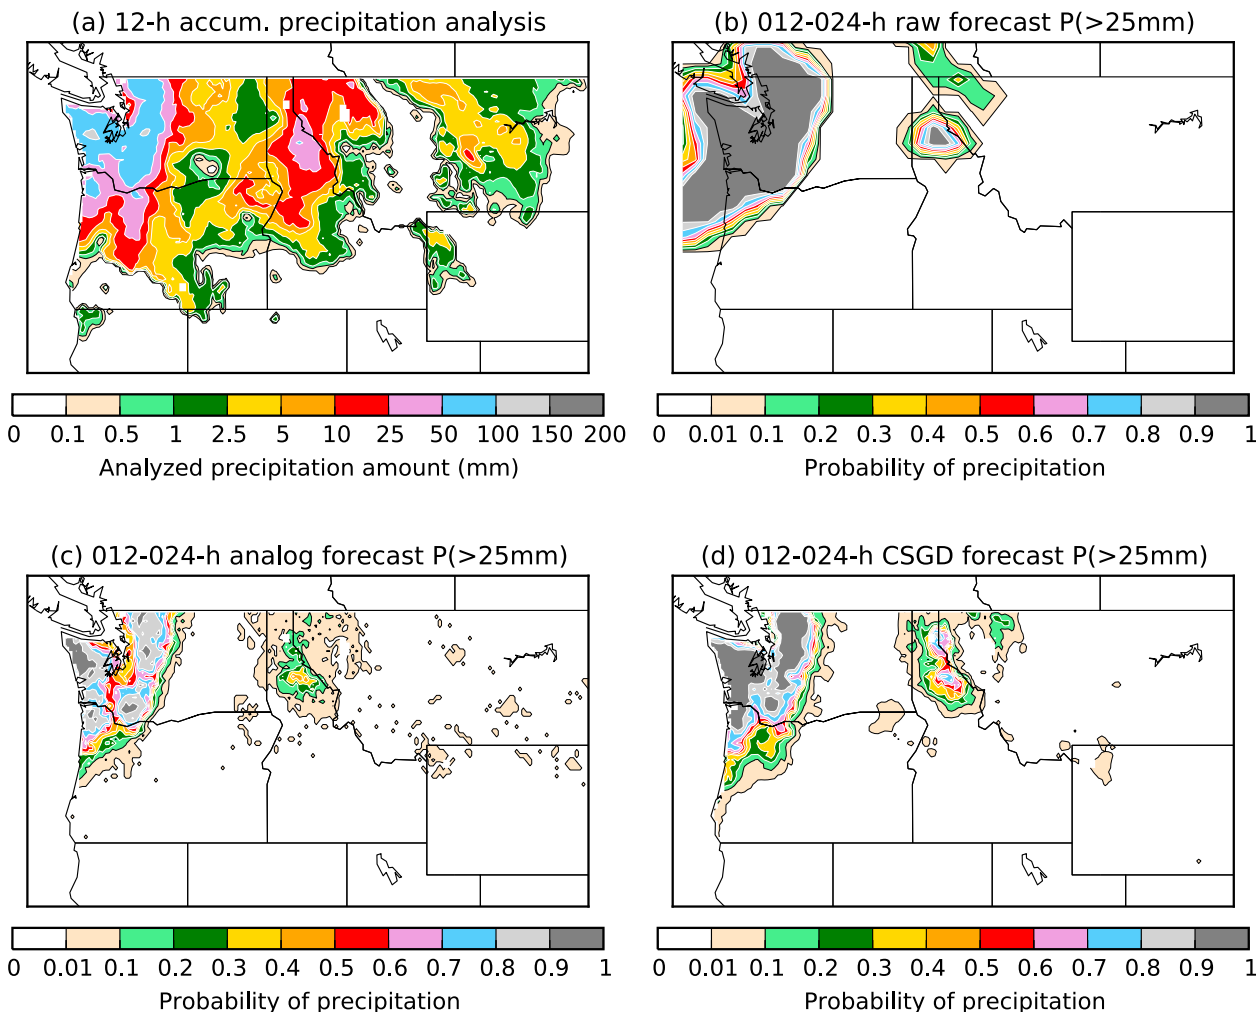 (a) 12-h accum. precipitation analysis
(b) 012-024-h raw forecast P(>25mm)
0 0.1 0.5 1 2.5 5 10 25 50 100 150 200
Analyzed precipitation amount (mm)
0 0.01 0.1 0.2 0.3 0.4 0.5 0.6 0.7 0.8 0.9 1
Probability of precipitation
(c) 012-024-h analog forecast P(>25mm)
(d) 012-024-h CSGD forecast P(>25mm)
0 0.01 0.1 0.2 0.3 0.4 0.5 0.6 0.7 0.8 0.9 1
Probability of precipitation
0 0.01 0.1 0.2 0.3 0.4 0.5 0.6 0.7 0.8 0.9 1
Probability of precipitation